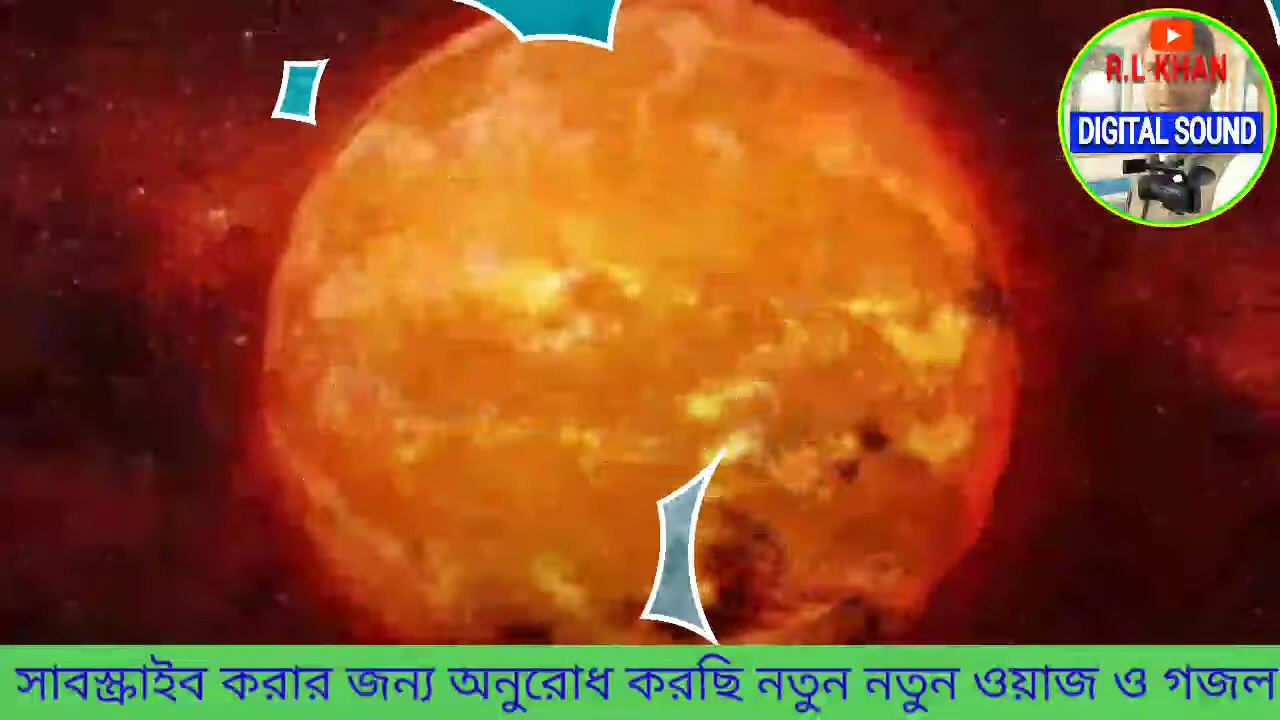 R.L KHAN
DIGITAL SOUND
সাবস্ক্রাইব করার জন্য অনুরোধ করছি নতুন নতুন ওয়াজ ও গজল